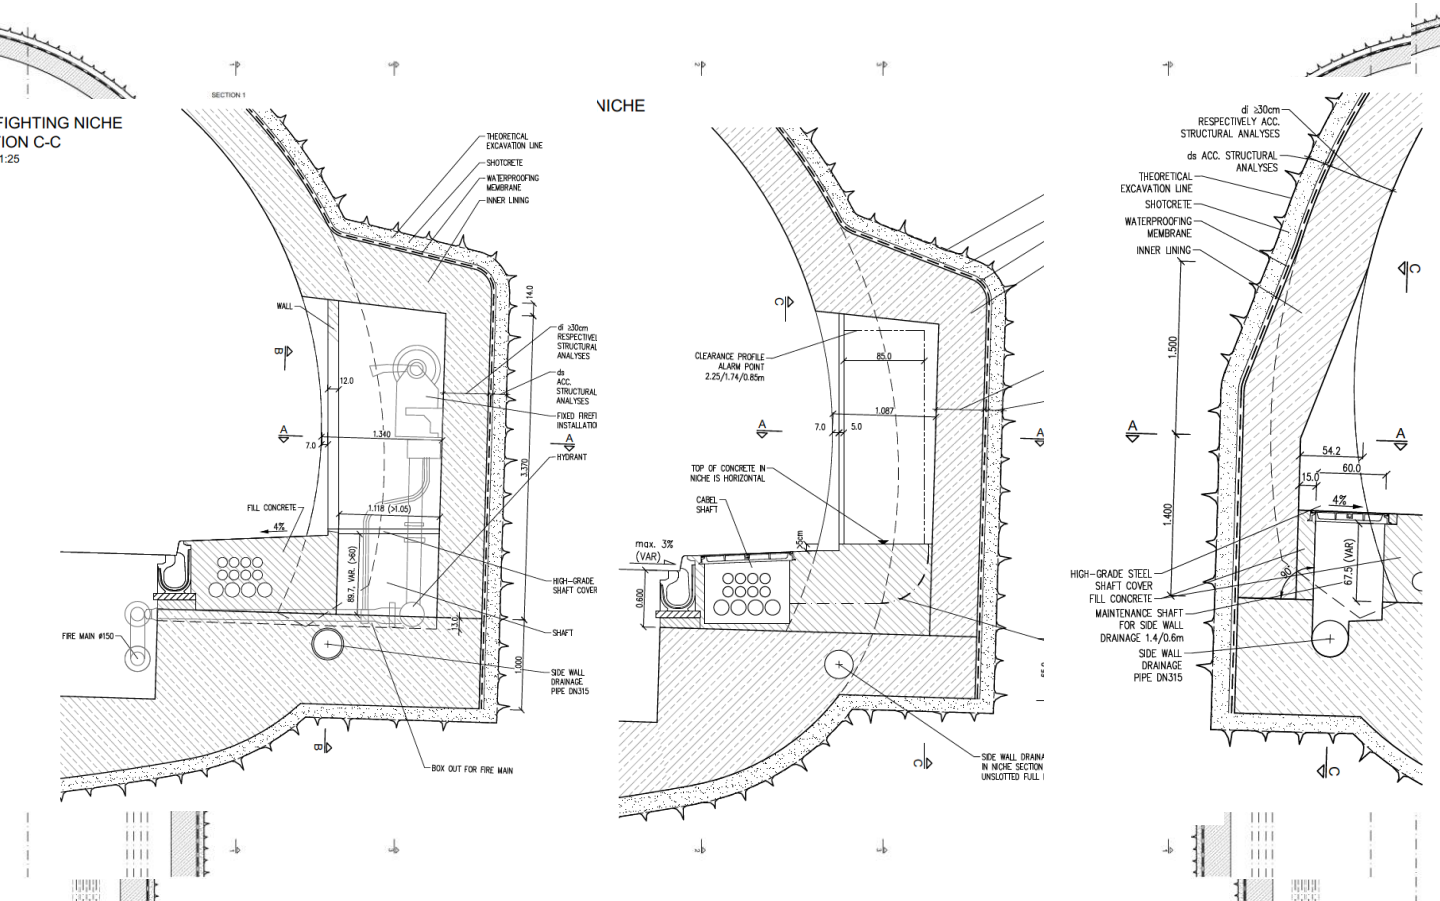 SECTION 1
FIGHTING NICHE
ION C-C
1:25
THEORETICAL
EXCAVATION LINE
SHOTCRETE
WATERPROOFING
MEMBRANE
INNER LINING
WALL
B
14.0
di ≥30cm
RESPECTIVEL
STRUCTURAL
ANALYSES
12.0
ds
ACC.
STRUCTURAL
ANALYSES
FIXED FIREFI
INSTALLATIO
A
A
7.0
1.340
HYDRANT
3.370
FILL CONCRETE
1.118 (>1.05)
4%
89.7, VAR. (>60)
HIGH-GRADE
SHAFT COVER
13.0
FIRE MAIN ø150
SHAFT
1.000
SIDE WALL
DRAINAGE
PIPE DN315
B
BOX OUT FOR FIRE MAIN
NICHE
C
CLEARANCE PROFILE
ALARM POINT
2.25/1.74/0.85m
85.0
1.087
A
7.0
5.0
A
TOP OF CONCRETE IN
NICHE IS HORIZONTAL
CABEL
SHAFT
max. 3%
(VAR)
>5cm
0.600
C
SIDE WALL DRAINA
IN NICHE SECTION
UNSLOTTED FULL
di ≥30cm
RESPECTIVELY ACC.
STRUCTURAL ANALYSES
ds ACC. STRUCTURAL
ANALYSES
THEORETICAL
EXCAVATION LINE
SHOTCRETE
WATERPROOFING
MEMBRANE
INNER LINING
C
1.500
A
A
54.2
60.0
15.0
4%
1.400
67.5 (VAR)
HIGH-GRADE STEEL
SHAFT COVER
FILL CONCRETE
MAINTENANCE SHAFT
FOR SIDE WALL
DRAINAGE 1.4/0.6m
SIDE WALL
DRAINAGE
PIPE DN315
C